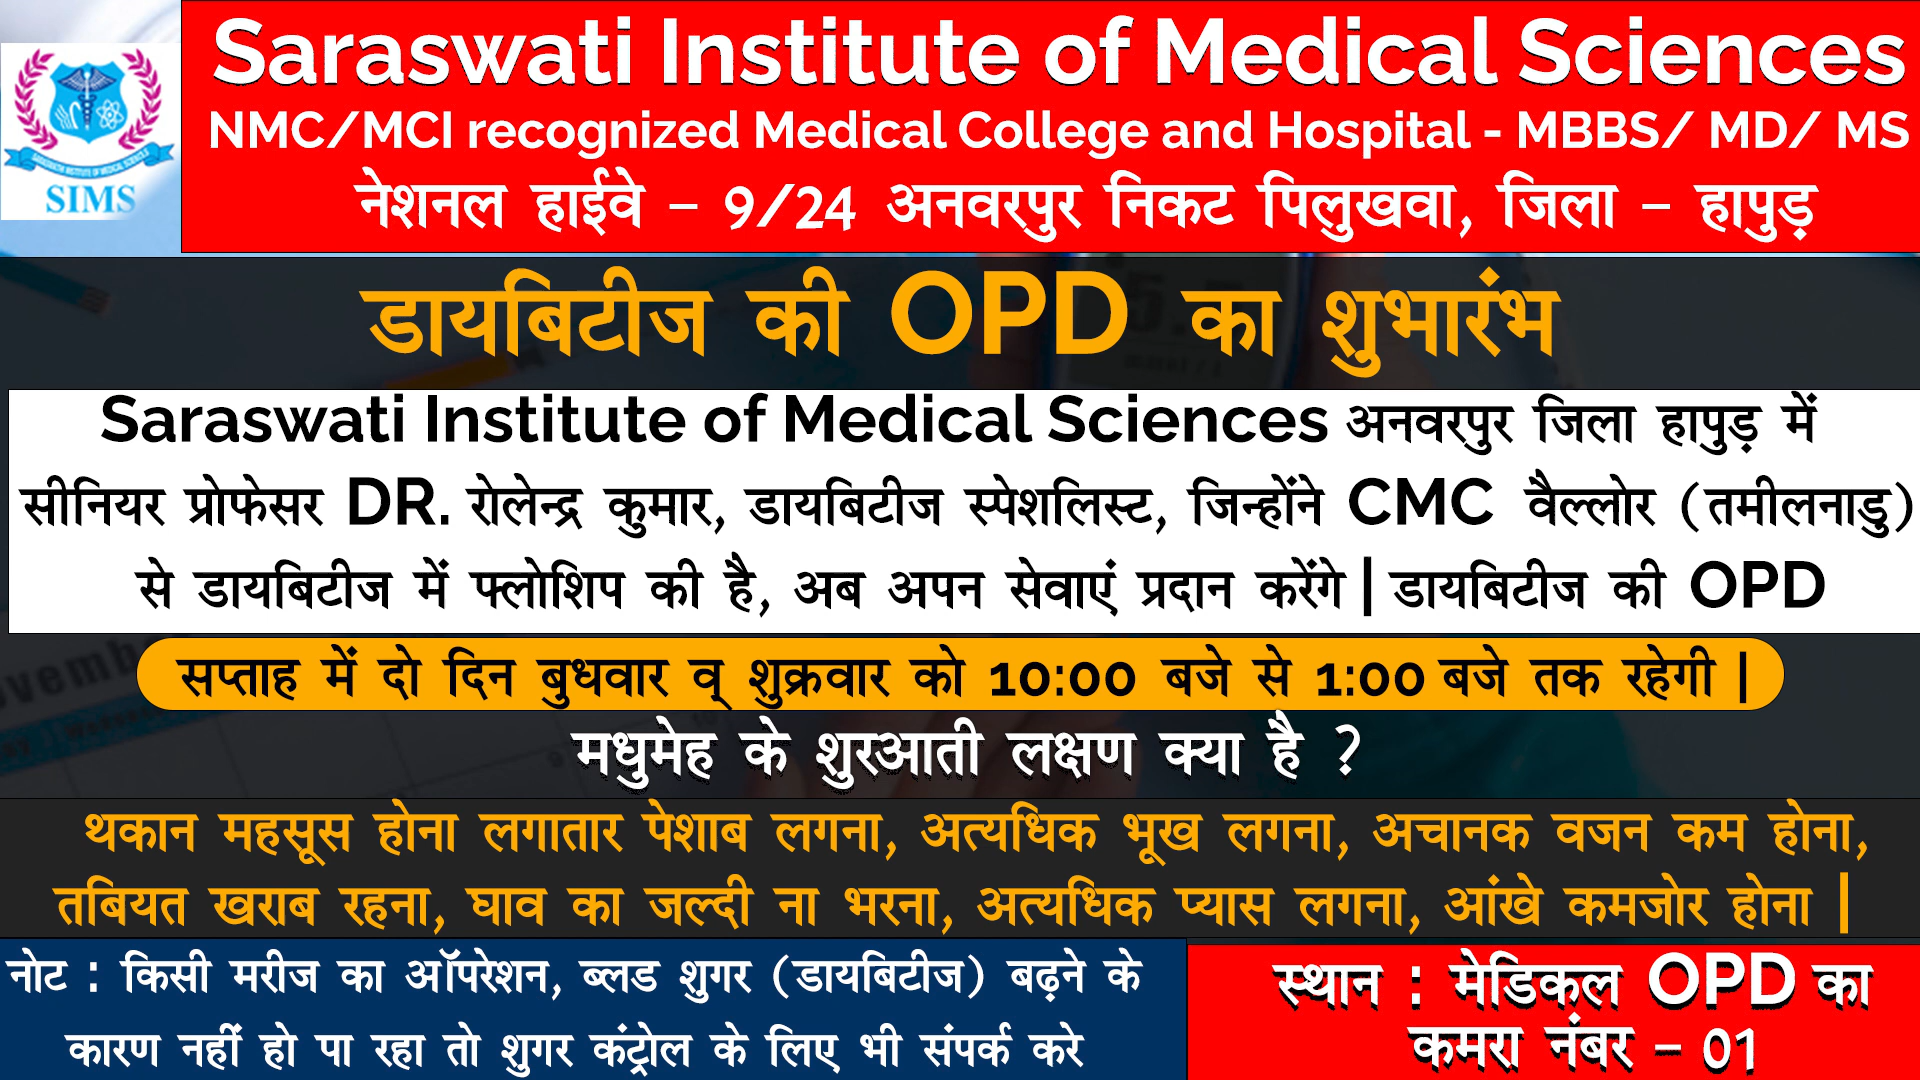 Saraswati Institute of Medical Sciences
NMC/MCI recognized Medical College and Hospital - MBBS/ MD/ MS
नेशनल हाईवे – 9/24 अनवरपुर निकट पिलुखवा, जिला – हापुड़
SARASWATHI INSTITUTE OF MEDICAL SCIENCES
SIMS
डायबिटीज की OPD का शुभारंभ
Saraswati Institute of Medical Sciences अनवरपुर जिला हापुड़ में
सीनियर प्रोफेसर DR. रोलेन्द्र कुमार, डायबिटीज स्पेशलिस्ट, जिन्होंने CMC वैल्लोर (तमीलनाडु)
से डायबिटीज में फ्लोशिप की है, अब अपन सेवाएं प्रदान करेंगे | डायबिटीज की OPD
सप्ताह में दो दिन बुधवार व् शुक्रवार को 10:00 बजे से 1:00 बजे तक रहेगी |
मधुमेह के शुरआती लक्षण क्या है ?
थकान महसूस होना लगातार पेशाब लगना, अत्यधिक भूख लगना, अचानक वजन कम होना,
तबियत खराब रहना, घाव का जल्दी ना भरना, अत्यधिक प्यास लगना, आंखे कमजोर होना |
नोट : किसी मरीज का ऑपरेशन, ब्लड शुगर (डायबिटीज) बढ़ने के
कारण नहीं हो पा रहा तो शुगर कंट्रोल के लिए भी संपर्क करे
स्थान : मेडिकल OPD का
कमरा नंबर – 01